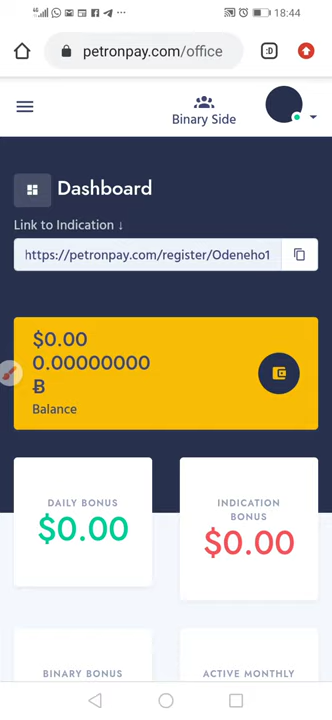 18:44
petronpay.com/office
:D
Binary Side
Dashboard
Link to Indication ↓
https://petronpay.com/register/Odeneho1
$0.00
0.00000000
Ƀ
Balance
DAILY BONUS
$0.00
INDICATION
BONUS
$0.00
BINARY BONUS
ACTIVE MONTHLY